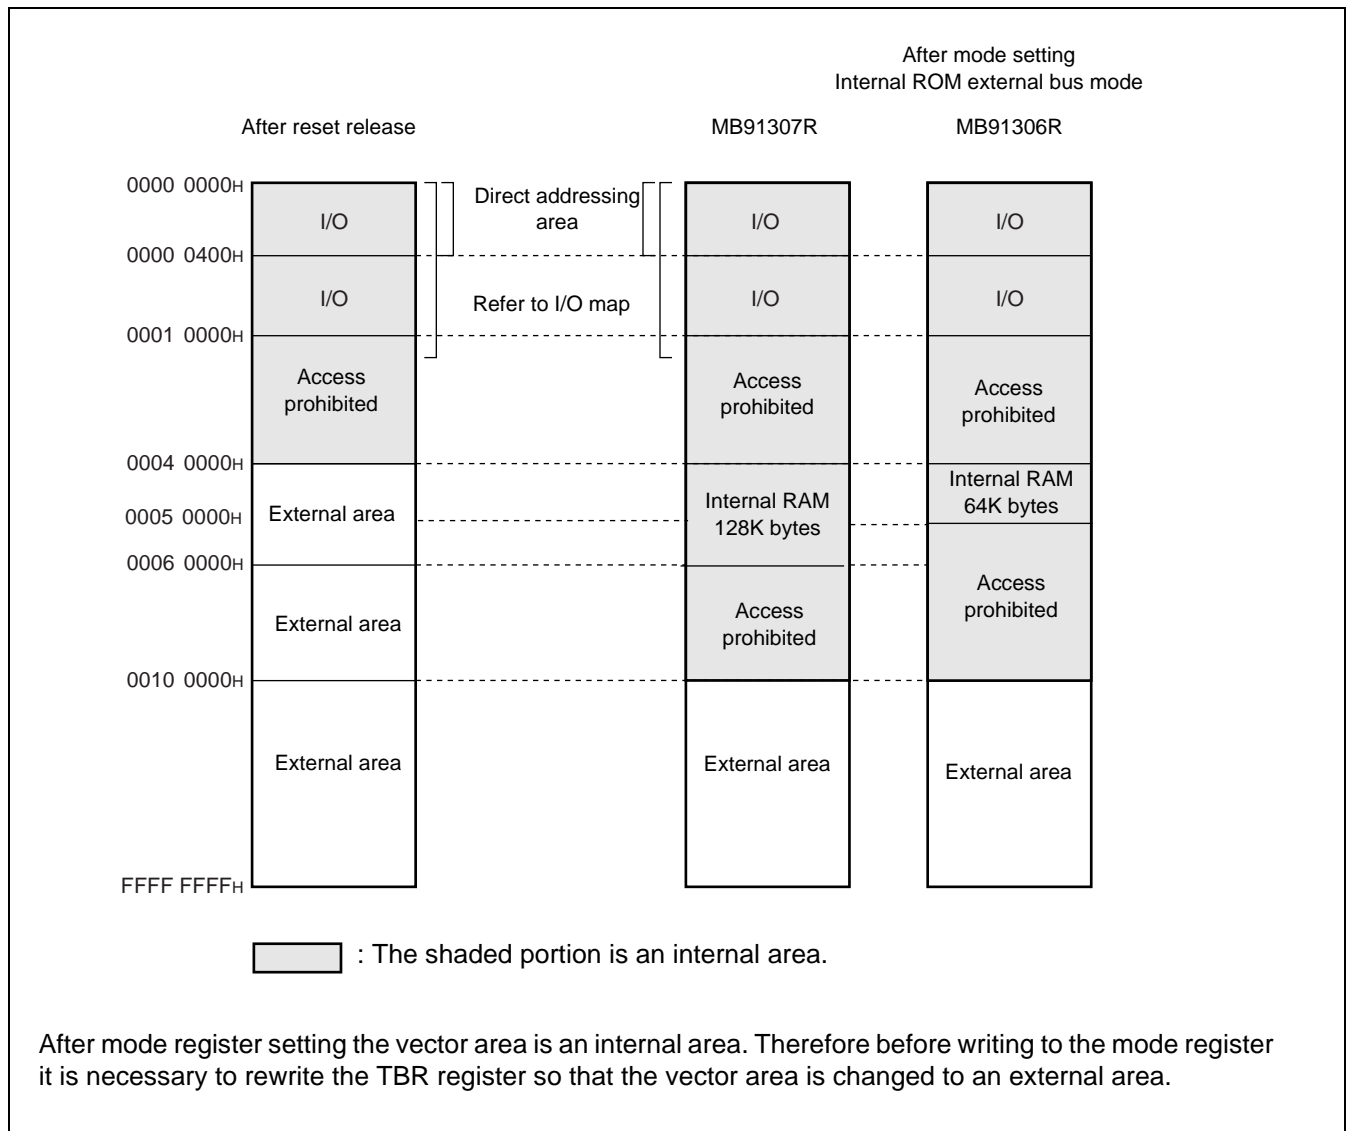 After mode setting
Internal ROM external bus mode
After reset release
MB91307R
MB91306R
0000 0000H
I/O
Direct addressing
area
I/O
I/O
0000 0400H
I/O
Refer to I/O map
I/O
I/O
0001 0000H
Access
prohibited
Access
prohibited
Access
prohibited
0004 0000H
External area
Internal RAM
128K bytes
Internal RAM
64K bytes
0005 0000H
0006 0000H
External area
Access
prohibited
Access
prohibited
0010 0000H
External area
External area
External area
FFFF FFFFH
: The shaded portion is an internal area.
After mode register setting the vector area is an internal area. Therefore before writing to the mode register
it is necessary to rewrite the TBR register so that the vector area is changed to an external area.